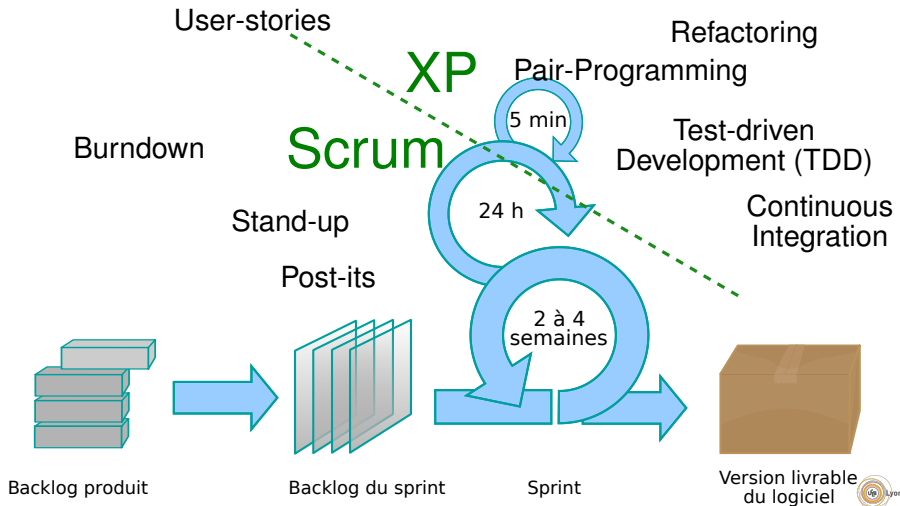 User-stories
Refactoring
XP
Pair-Programming
5 min
Burndown
Scrum
Test-driven
Development (TDD)
24 h
Stand-up
Continuous
Integration
Post-its
2 à 4
semaines
Backlog produit
Backlog du sprint
Sprint
Version livrable
du logiciel
Lyon